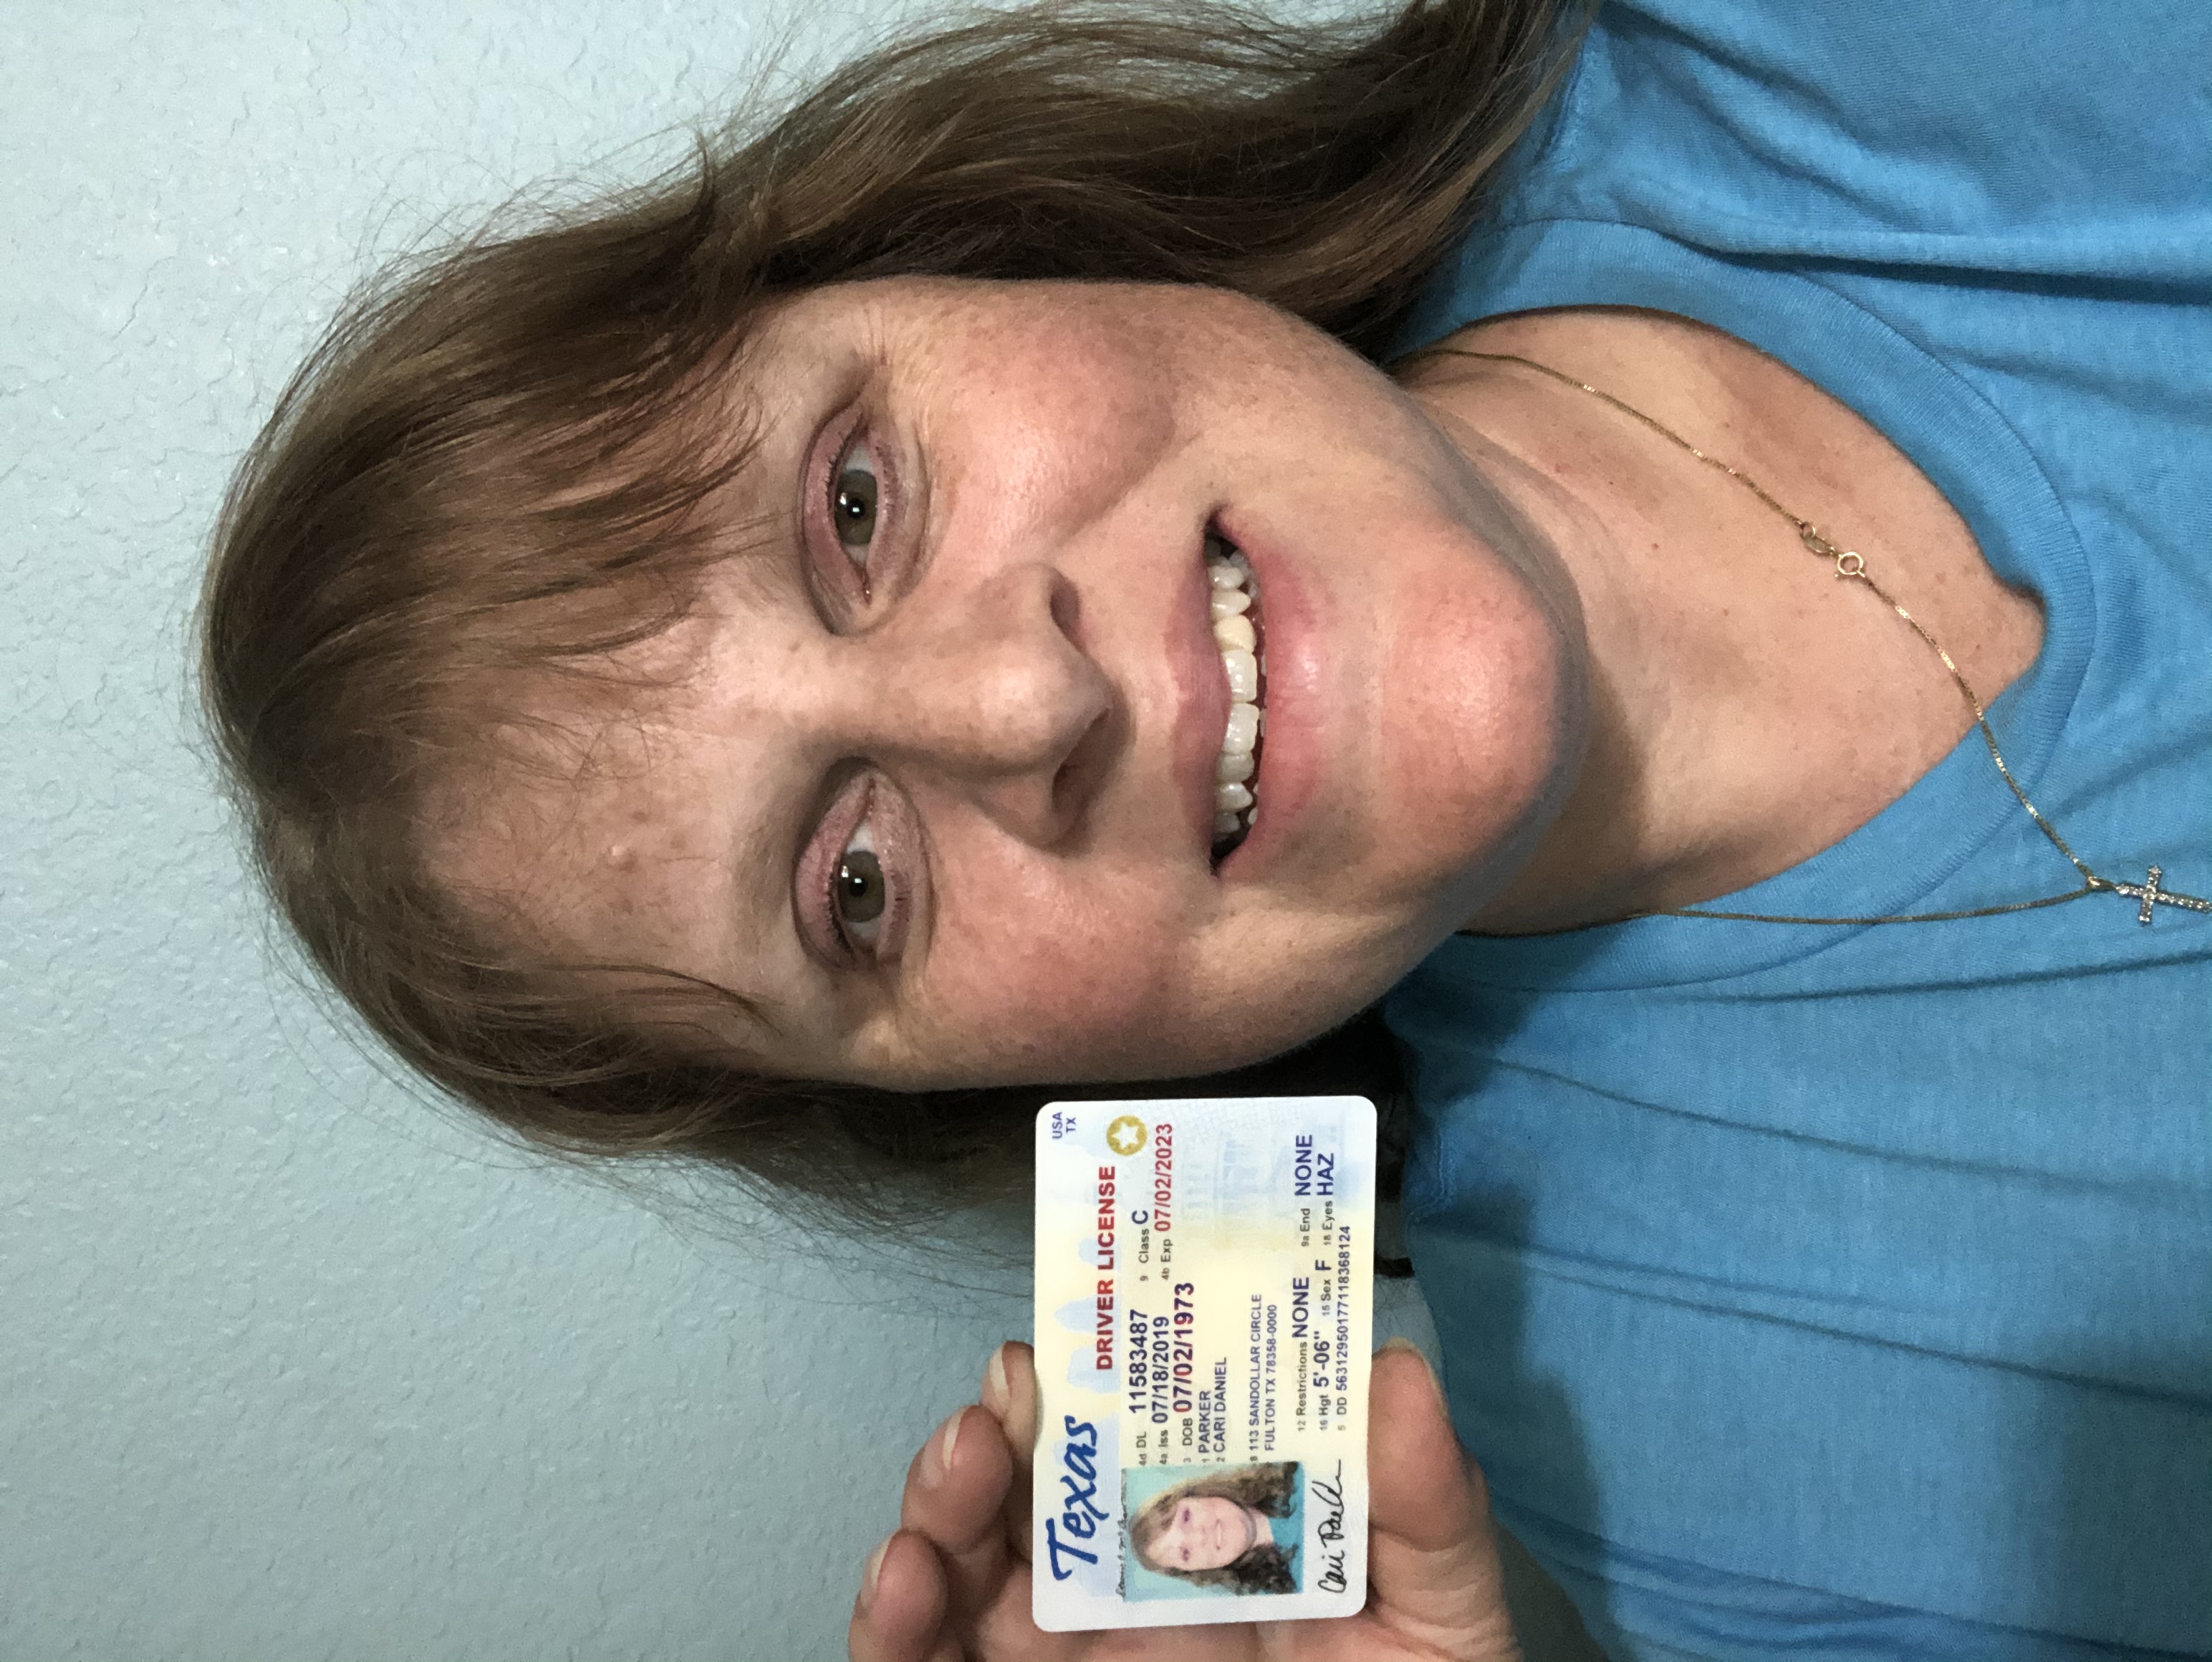 Texas
USA
TX
DRIVER LICENSE
4d DL 11583487 9 Class C
4a Iss 07/18/2019 4b Exp 07/02/2023
3 DOB 07/02/1973
1 PARKER
2 CARI DANIEL
8 113 SANDOLLAR CIRCLE
FULTON TX 78358-0000
12 Restrictions NONE 9a End NONE
16 Hgt 5'-06" 15 Sex F 18 Eyes HAZ
5 DD 56312950177118368124
Cari Parker